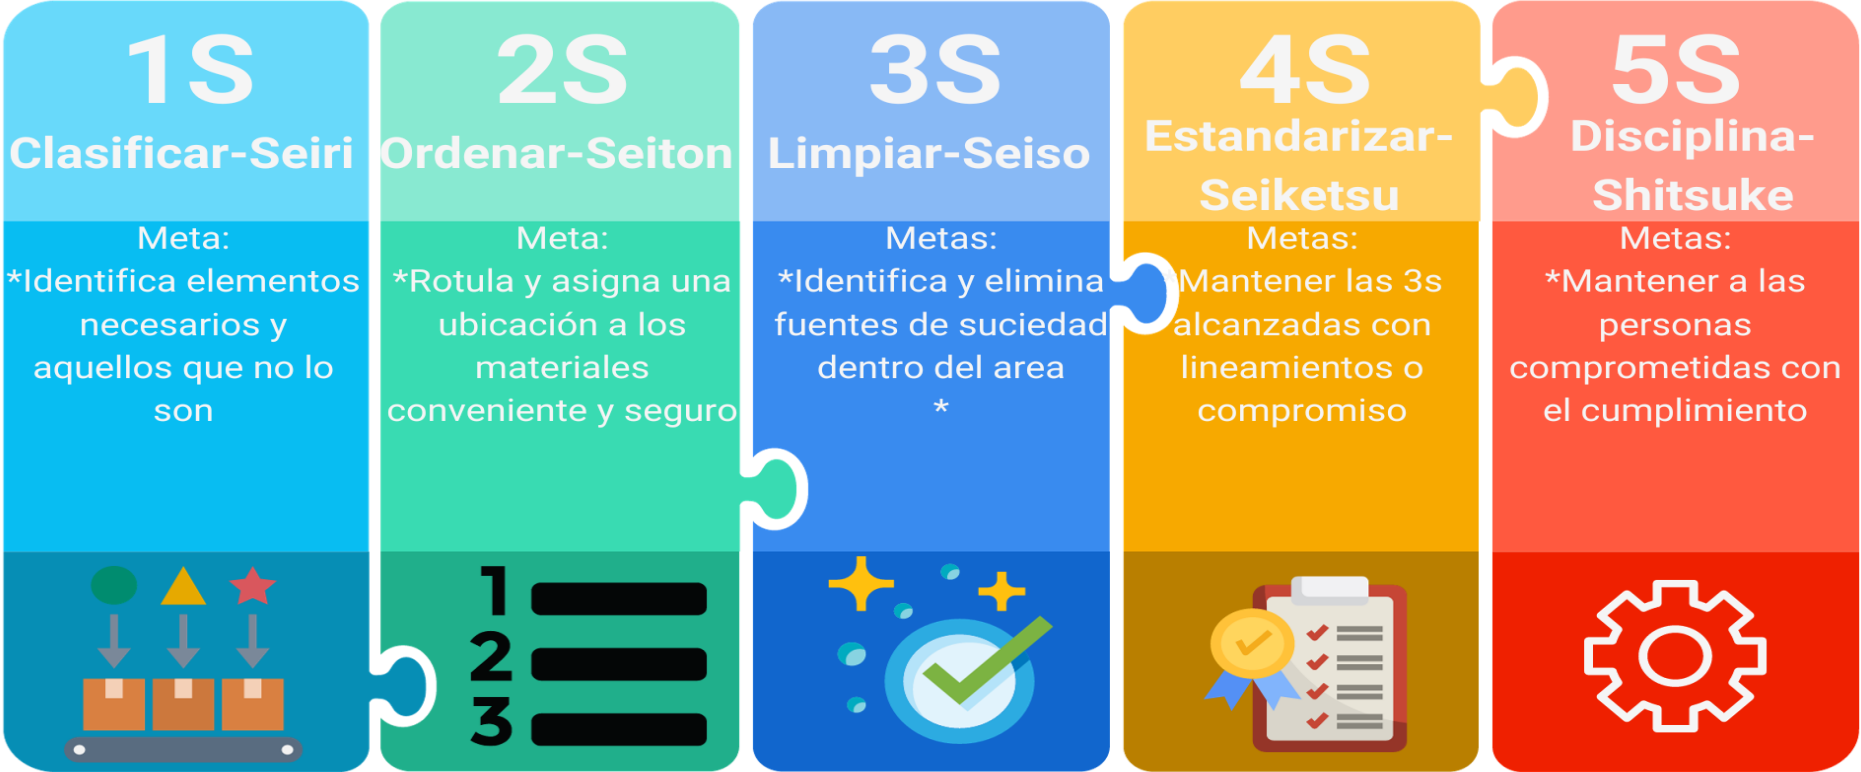 1S
Clasificar-Seiri
Meta:
*Identifica elementos
necesarios y
aquellos que no lo
son
2S
Ordenar-Seiton
Meta:
*Rotula y asigna una
ubicación a los
materiales
conveniente y seguro
1
2
3
3S
Limpiar-Seiso
Metas:
*Identifica y elimina
fuentes de suciedad
dentro del area
*
4S
Estandarizar-
Seiketsu
Metas:
*Mantener las 3s
alcanzadas con
lineamientos o
compromiso
5S
Disciplina-
Shitsuke
Metas:
*Mantener a las
personas
comprometidas con
el cumplimiento